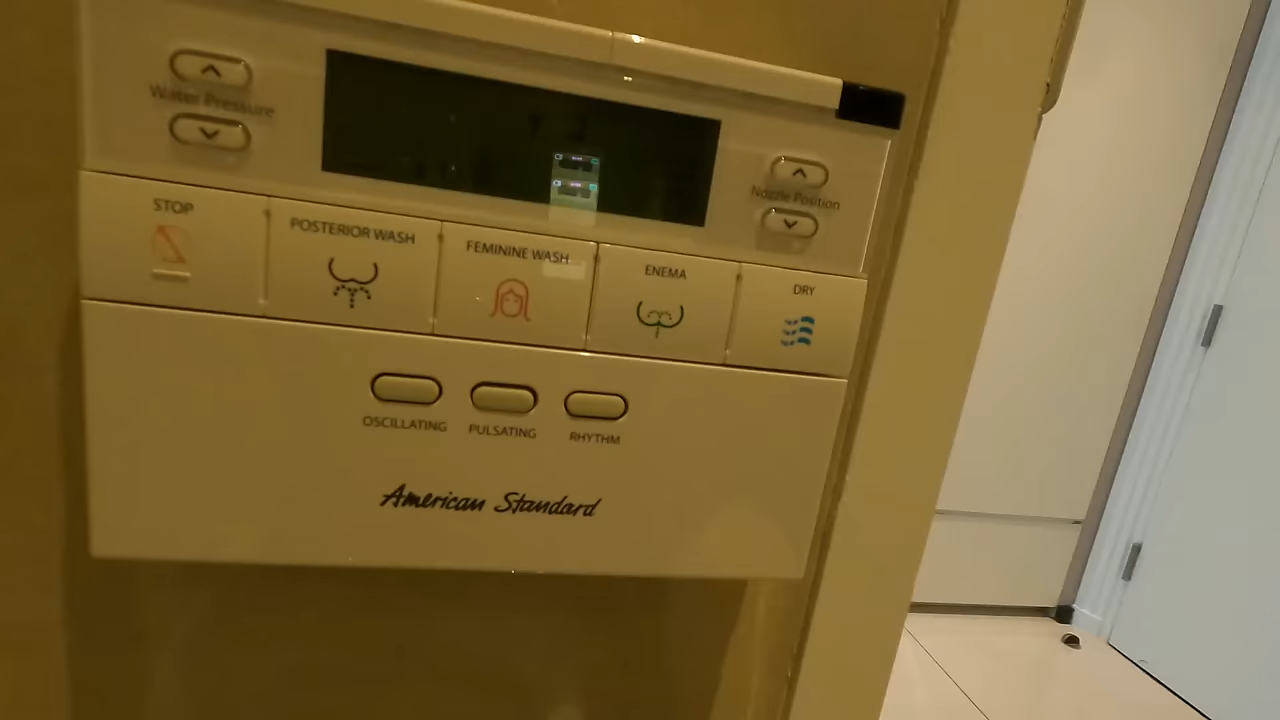 Water Pressure
Nozzle Position
STOP
POSTERIOR WASH
FEMININE WASH
ENEMA
DRY
OSCILLATING
PULSATING
RHYTHM
American Standard